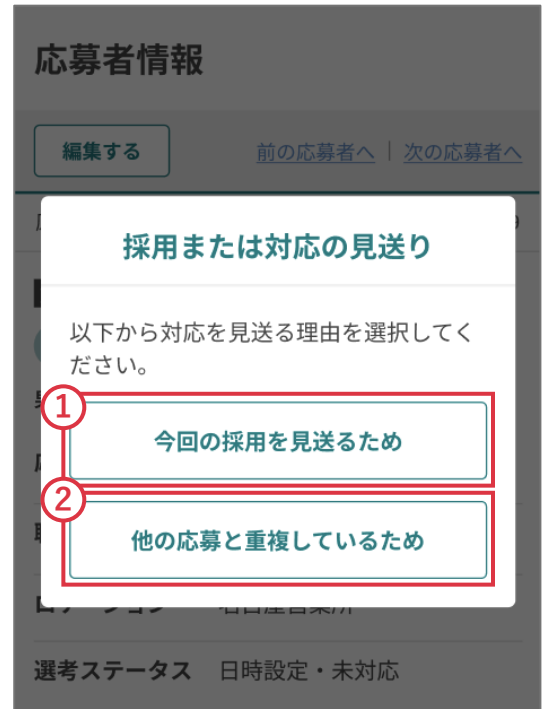 応募者情報
編集する
前の応募者へ | 次の応募者へ
採用または対応の見送り
以下から対応を見送る理由を選択してく
ださい。
1
今回の採用を見送るため
2
他の応募と重複しているため
選考ステータス 日時設定・未対応